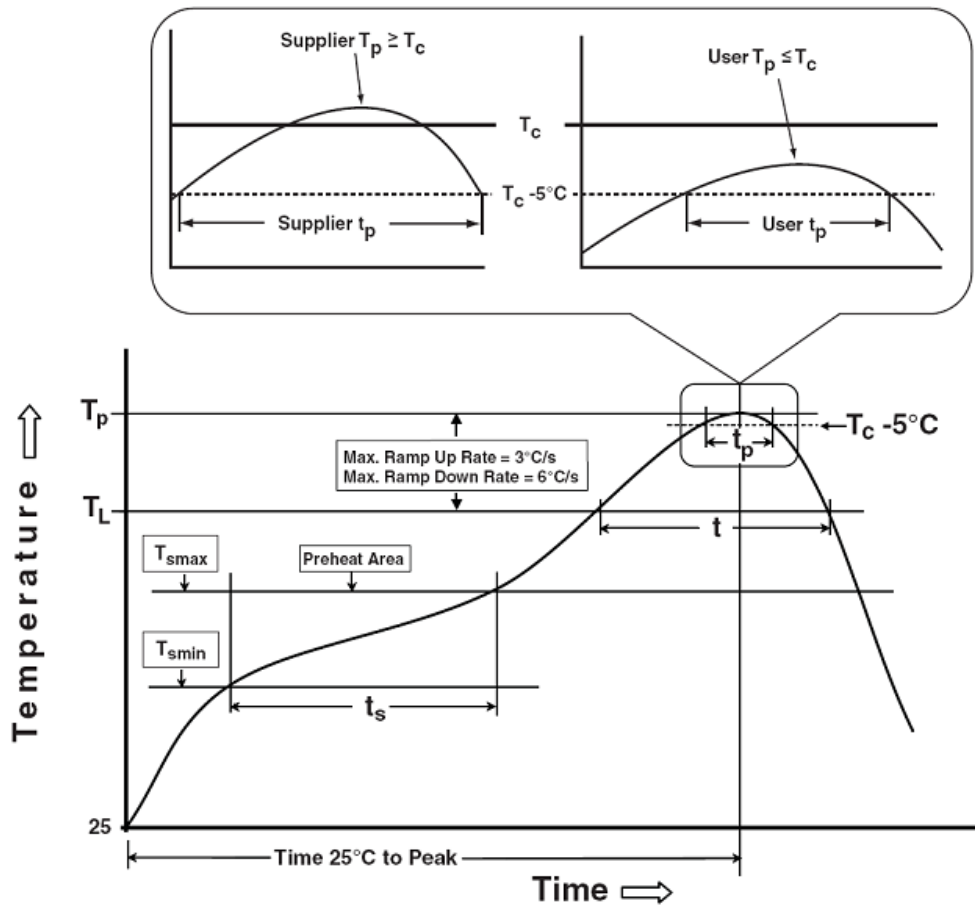 Supplier Tp ≥ Tc
User Tp ≤ Tc
Tc
Tc -5°C
Supplier tp
User tp
Tp
Tc -5°C
tp
Max. Ramp Up Rate = 3°C/s
Max. Ramp Down Rate = 6°C/s
TL
t
Tsmax
Preheat Area
Tsmin
ts
Temperature
25
Time 25°C to Peak
Time